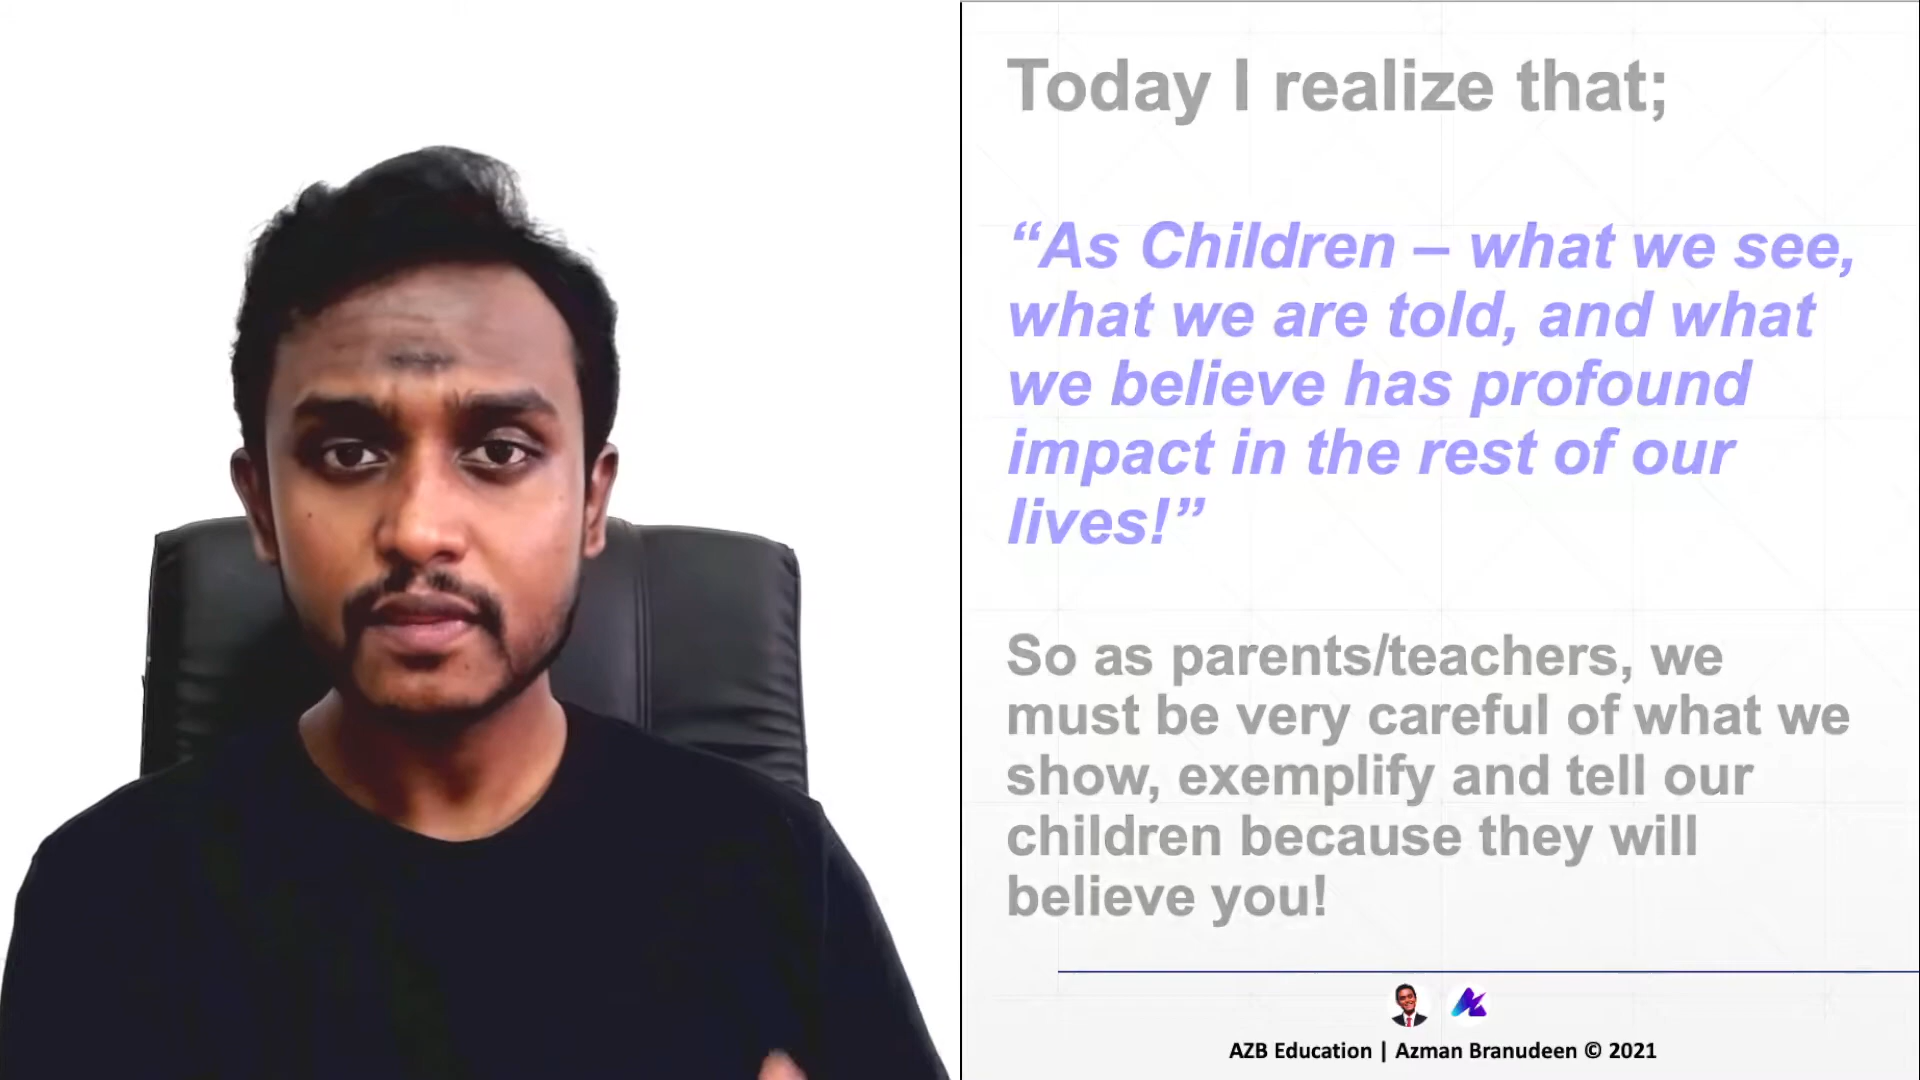 Today I realize that;
“As Children – what we see,
what we are told, and what
we believe has profound
impact in the rest of our
lives!”
So as parents/teachers, we
must be very careful of what we
show, exemplify and tell our
children because they will
believe you!
AZB Education | Azman Branudeen © 2021